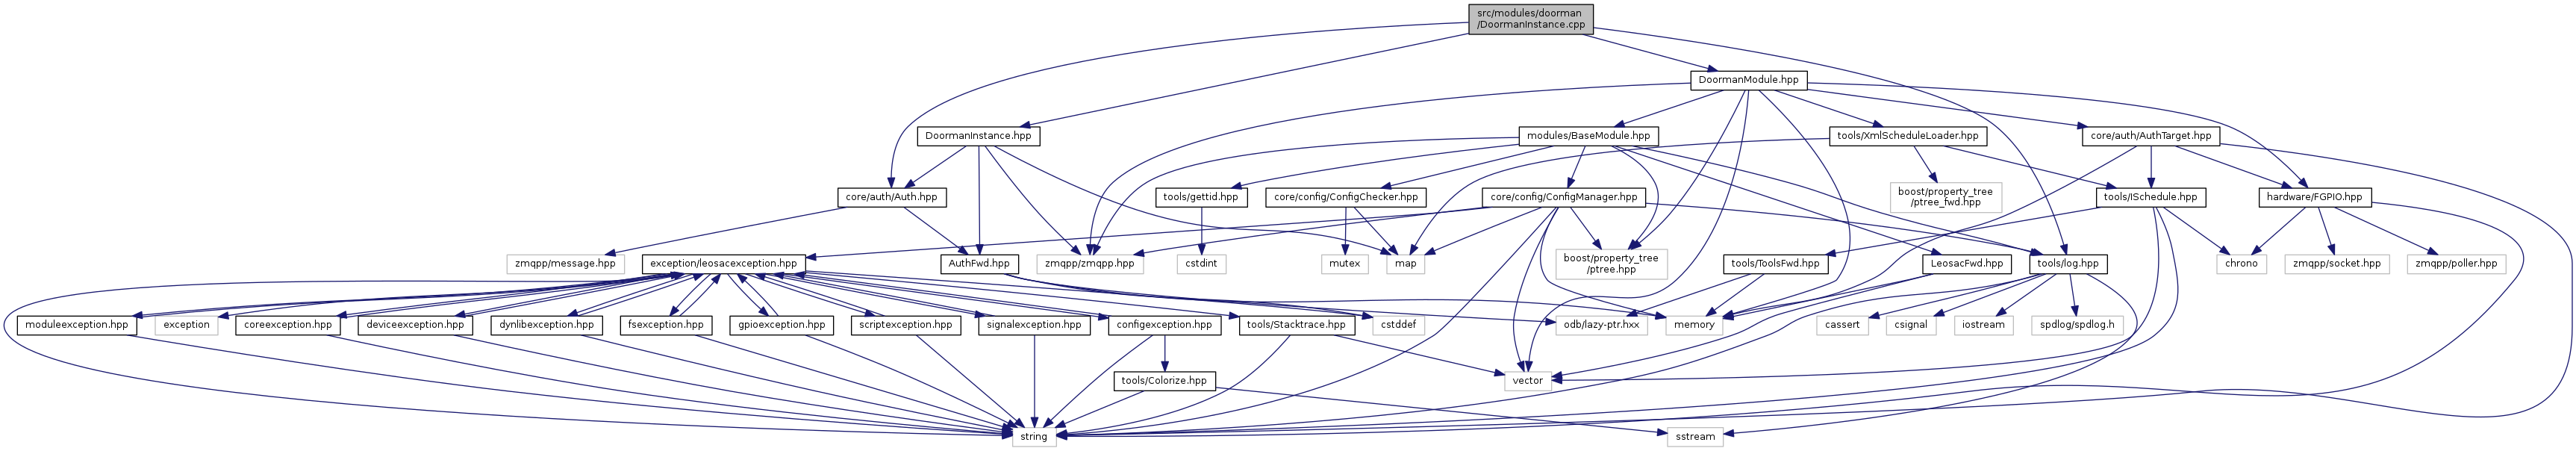 src/modules/doorman
/DoormanInstance.cpp
DoormanModule.hpp
DoormanInstance.hpp
modules/BaseModule.hpp
tools/XmlScheduleLoader.hpp
core/auth/AuthTarget.hpp
core/auth/Auth.hpp
tools/gettid.hpp
core/config/ConfigChecker.hpp
core/config/ConfigManager.hpp
boost/property_tree
/ptree_fwd.hpp
tools/ISchedule.hpp
hardware/FGPIO.hpp
zmqpp/message.hpp
exception/leosacexception.hpp
AuthFwd.hpp
zmqpp/zmqpp.hpp
cstdint
mutex
map
boost/property_tree
/ptree.hpp
tools/ToolsFwd.hpp
LeosacFwd.hpp
tools/log.hpp
chrono
zmqpp/socket.hpp
zmqpp/poller.hpp
moduleexception.hpp
exception
coreexception.hpp
deviceexception.hpp
dynlibexception.hpp
fsexception.hpp
gpioexception.hpp
scriptexception.hpp
signalexception.hpp
configexception.hpp
tools/Stacktrace.hpp
cstddef
odb/lazy-ptr.hxx
memory
cassert
csignal
iostream
spdlog/spdlog.h
tools/Colorize.hpp
vector
string
sstream